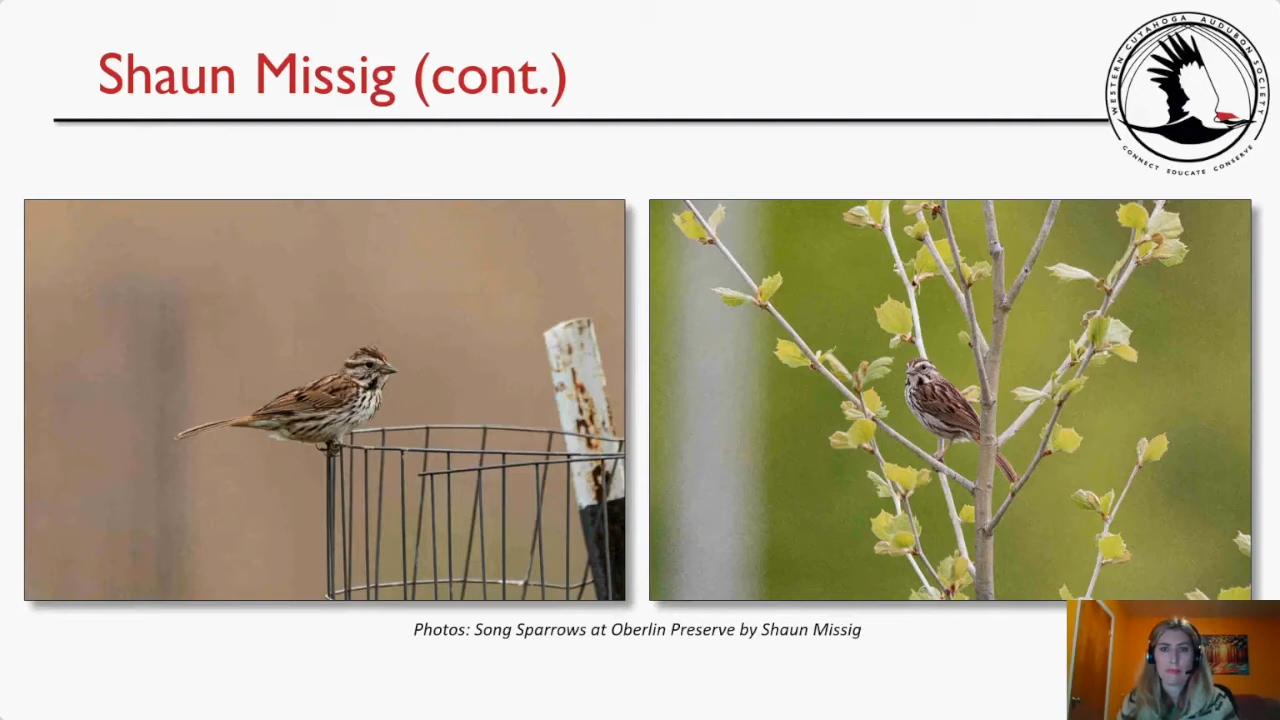 Shaun Missig (cont.)
WESTERN CUYAHOGA AUDUBON SOCIETY
CONNECT EDUCATE CONSERVE
Photos: Song Sparrows at Oberlin Preserve by Shaun Missig